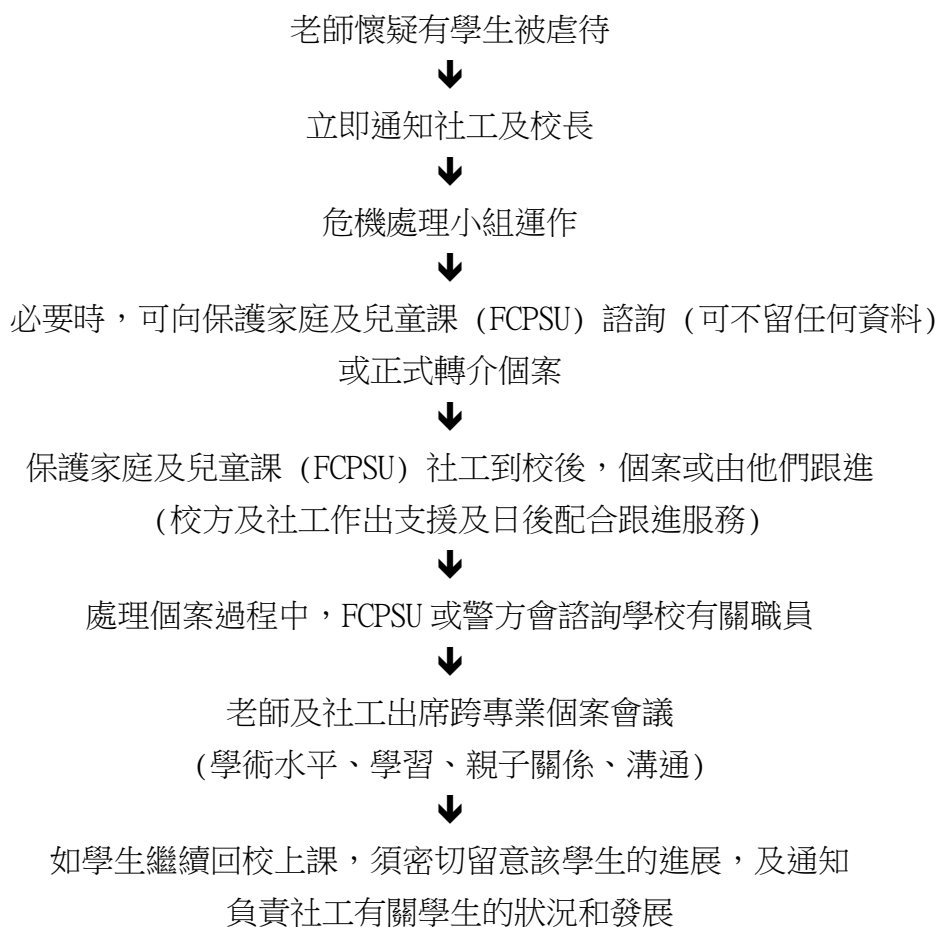 老師懷疑有學生被虐待
立即通知社工及校長
危機處理小組運作
必要時，可向保護家庭及兒童課 (FCPSU) 諮詢 (可不留任何資料)
或正式轉介個案
保護家庭及兒童課 (FCPSU) 社工到校後，個案或由他們跟進
(校方及社工作出支援及日後配合跟進服務)
處理個案過程中，FCPSU 或警方會諮詢學校有關職員
老師及社工出席跨專業個案會議
(學術水平、學習、親子關係、溝通)
如學生繼續回校上課，須密切留意該學生的進展，及通知
負責社工有關學生的狀況和發展